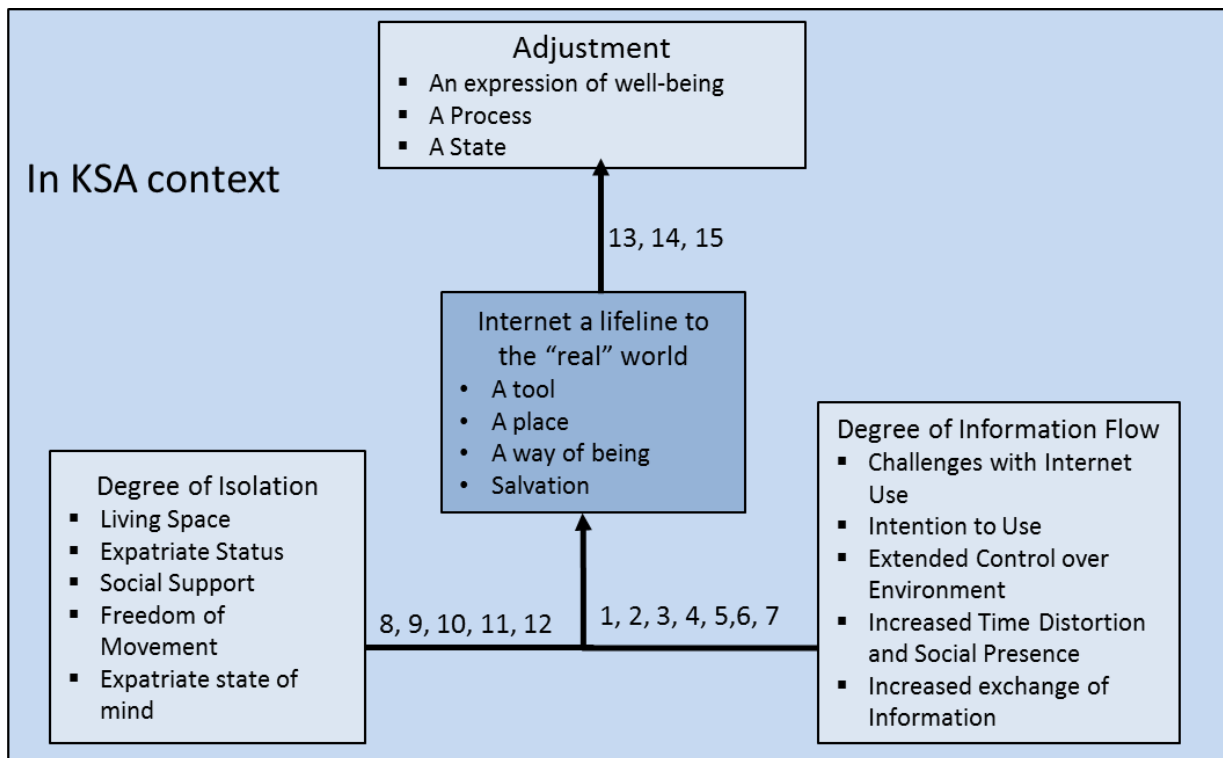 Adjustment
▪ An expression of well-being
▪ A Process
▪ A State
In KSA context
13, 14, 15
Internet a lifeline to
the “real” world
• A tool
• A place
• A way of being
• Salvation
Degree of Isolation
▪ Living Space
▪ Expatriate Status
▪ Social Support
▪ Freedom of
Movement
▪ Expatriate state of
mind
8, 9, 10, 11, 12
1, 2, 3, 4, 5,6, 7
Degree of Information Flow
▪ Challenges with Internet
Use
▪ Intention to Use
▪ Extended Control over
Environment
▪ Increased Time Distortion
and Social Presence
▪ Increased exchange of
Information